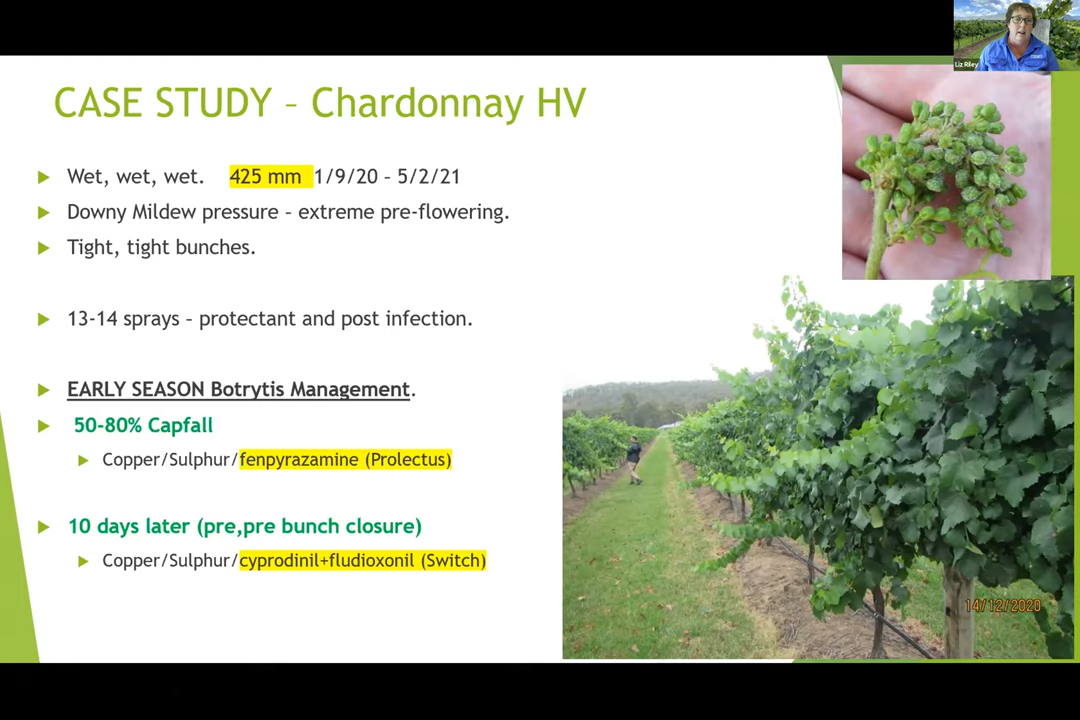 Liz Riley
CASE STUDY – Chardonnay HV
Wet, wet, wet. 425 mm 1/9/20 – 5/2/21
Downy Mildew pressure – extreme pre-flowering.
Tight, tight bunches.
13-14 sprays – protectant and post infection.
EARLY SEASON Botrytis Management.
50-80% Capfall
Copper/Sulphur/fenpyrazamine (Prolectus)
10 days later (pre,pre bunch closure)
Copper/Sulphur/cyprodinil+fludioxonil (Switch)
14/12/2020